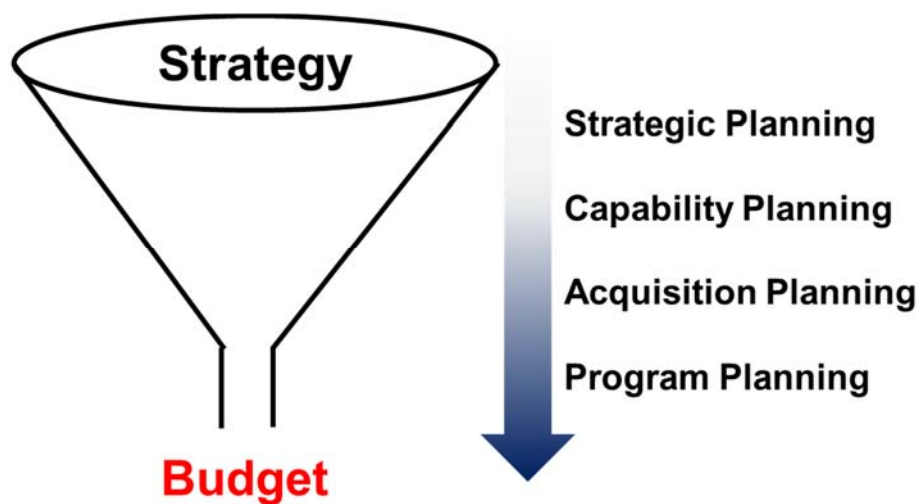 Strategy
Strategic Planning
Capability Planning
Acquisition Planning
Program Planning
Budget